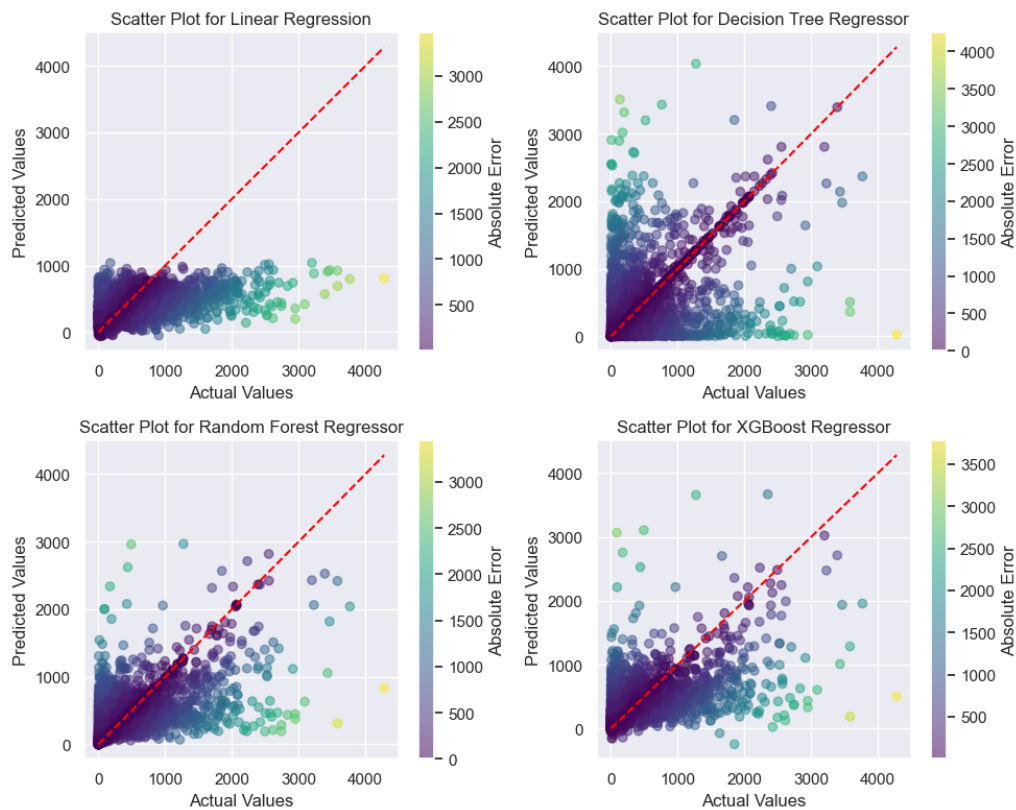 Scatter Plot for Linear Regression
4000
3000
2000
1000
0
Predicted Values
0 1000 2000 3000 4000
Actual Values
3000
2500
2000
1500
1000
500
Absolute Error
Scatter Plot for Decision Tree Regressor
4000
3000
2000
1000
0
Predicted Values
0 1000 2000 3000 4000
Actual Values
4000
3500
3000
2500
2000
1500
1000
500
0
Absolute Error
Scatter Plot for Random Forest Regressor
4000
3000
2000
1000
0
Predicted Values
0 1000 2000 3000 4000
Actual Values
3000
2500
2000
1500
1000
500
0
Absolute Error
Scatter Plot for XGBoost Regressor
4000
3000
2000
1000
0
Predicted Values
0 1000 2000 3000 4000
Actual Values
3500
3000
2500
2000
1500
1000
500
Absolute Error